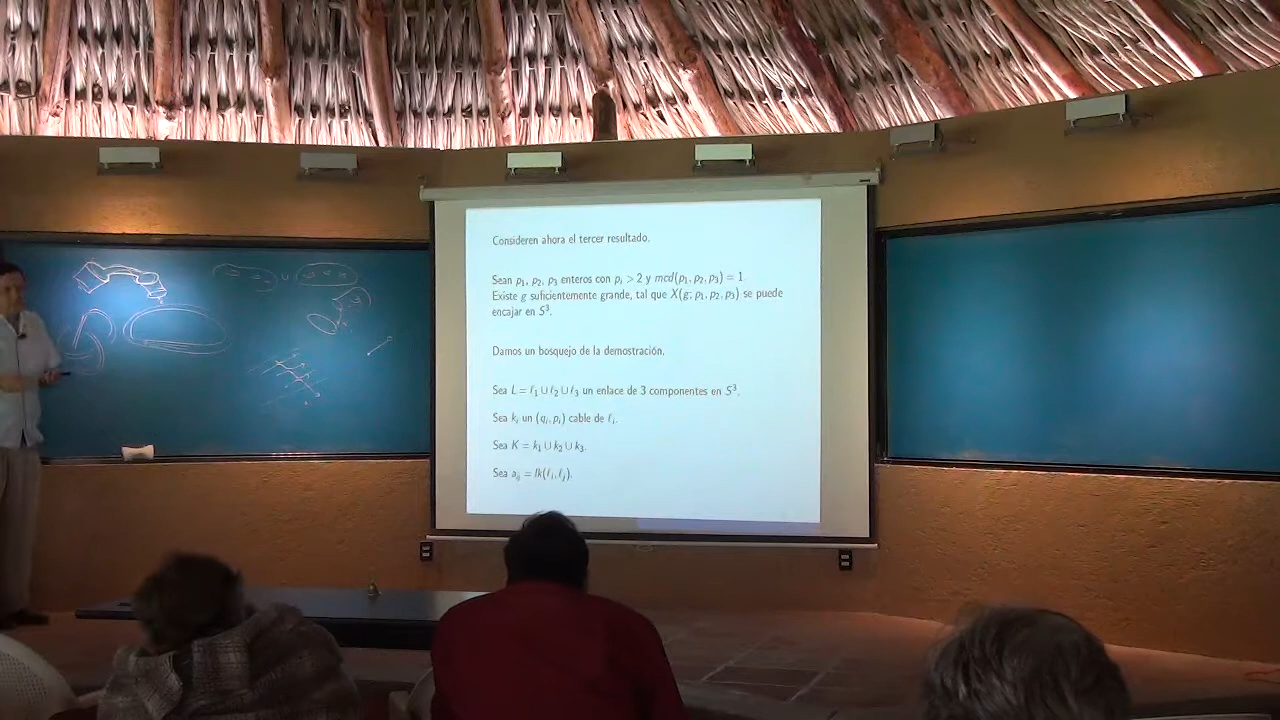 Consideren ahora el tercer resultado.
Sean p₁, p₂, p₃ enteros con pᵢ > 2 y mcd(p₁, p₂, p₃) = 1.
Existe g suficientemente grande, tal que X(g; p₁, p₂, p₃) se puede
encajar en S³.
Damos un bosquejo de la demostración.
Sea L = ℓ₁ ∪ ℓ₂ ∪ ℓ₃ un enlace de 3 componentes en S³.
Sea kᵢ un (qᵢ, pᵢ) cable de ℓᵢ.
Sea K = k₁ ∪ k₂ ∪ k₃.
Sea aᵢⱼ = lk(ℓᵢ, ℓⱼ).